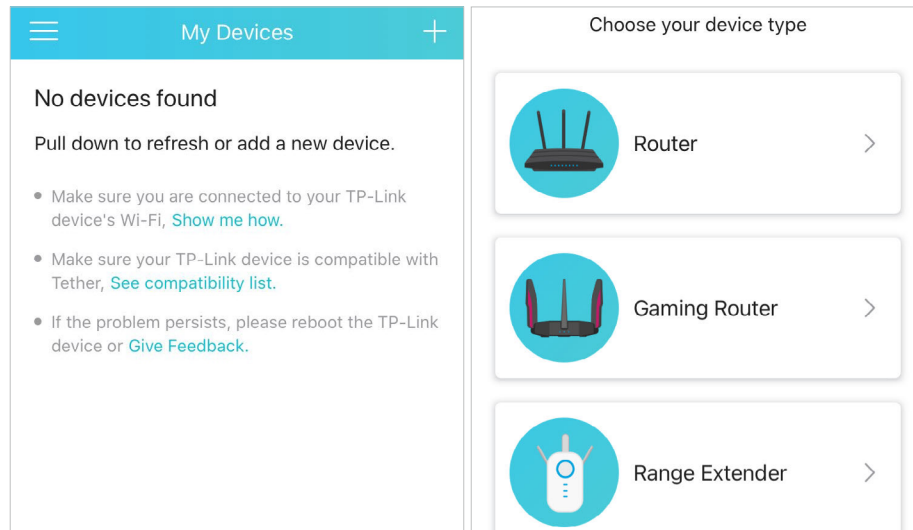 My Devices
No devices found
Pull down to refresh or add a new device.
Make sure you are connected to your TP-Link
device's Wi-Fi, Show me how.
Make sure your TP-Link device is compatible with
Tether, See compatibility list.
If the problem persists, please reboot the TP-Link
device or Give Feedback.
Choose your device type
Router
Gaming Router
Range Extender